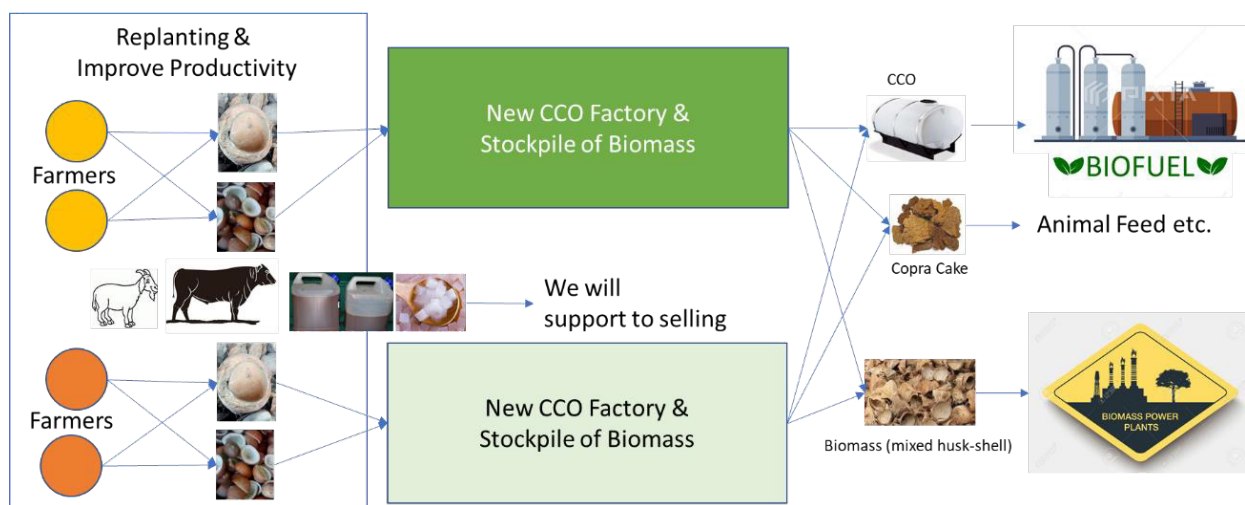 Replanting &
Improve Productivity
Farmers
Farmers
New CCO Factory &
Stockpile of Biomass
We will
support to selling
New CCO Factory &
Stockpile of Biomass
CCO
PIXTA
BIOFUEL
Copra Cake
Animal Feed etc.
Biomass (mixed husk-shell)
BIOMASS POWER
PLANTS